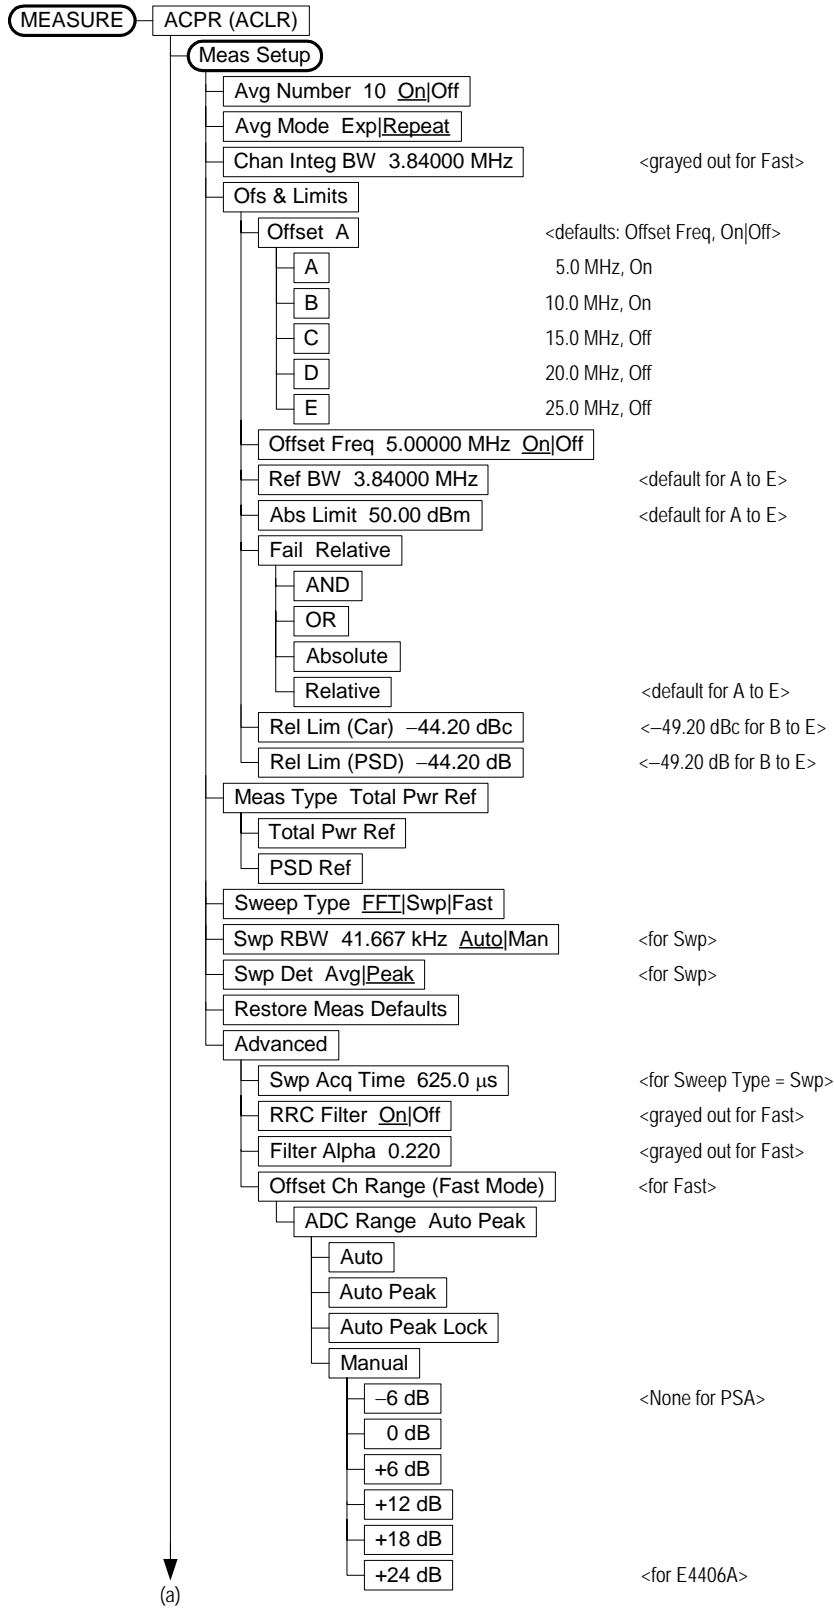 MEASURE ACPR (ACLR)
Meas Setup
Avg Number 10 On|Off
Avg Mode Exp|Repeat
Chan Integ BW 3.84000 MHz <grayed out for Fast>
Ofs & Limits
Offset A <defaults: Offset Freq, On|Off>
A 5.0 MHz, On
B 10.0 MHz, On
C 15.0 MHz, Off
D 20.0 MHz, Off
E 25.0 MHz, Off
Offset Freq 5.00000 MHz On|Off
Ref BW 3.84000 MHz <default for A to E>
Abs Limit 50.00 dBm <default for A to E>
Fail Relative
AND
OR
Absolute
Relative <default for A to E>
Rel Lim (Car) −44.20 dBc <−49.20 dBc for B to E>
Rel Lim (PSD) −44.20 dB <−49.20 dB for B to E>
Meas Type Total Pwr Ref
Total Pwr Ref
PSD Ref
Sweep Type FFT|Swp|Fast
Swp RBW 41.667 kHz Auto|Man <for Swp>
Swp Det Avg|Peak <for Swp>
Restore Meas Defaults
Advanced
Swp Acq Time 625.0 μs <for Sweep Type = Swp>
RRC Filter On|Off <grayed out for Fast>
Filter Alpha 0.220 <grayed out for Fast>
Offset Ch Range (Fast Mode) <for Fast>
ADC Range Auto Peak
Auto
Auto Peak
Auto Peak Lock
Manual
−6 dB <None for PSA>
0 dB
+6 dB
+12 dB
+18 dB
+24 dB <for E4406A>
(a)